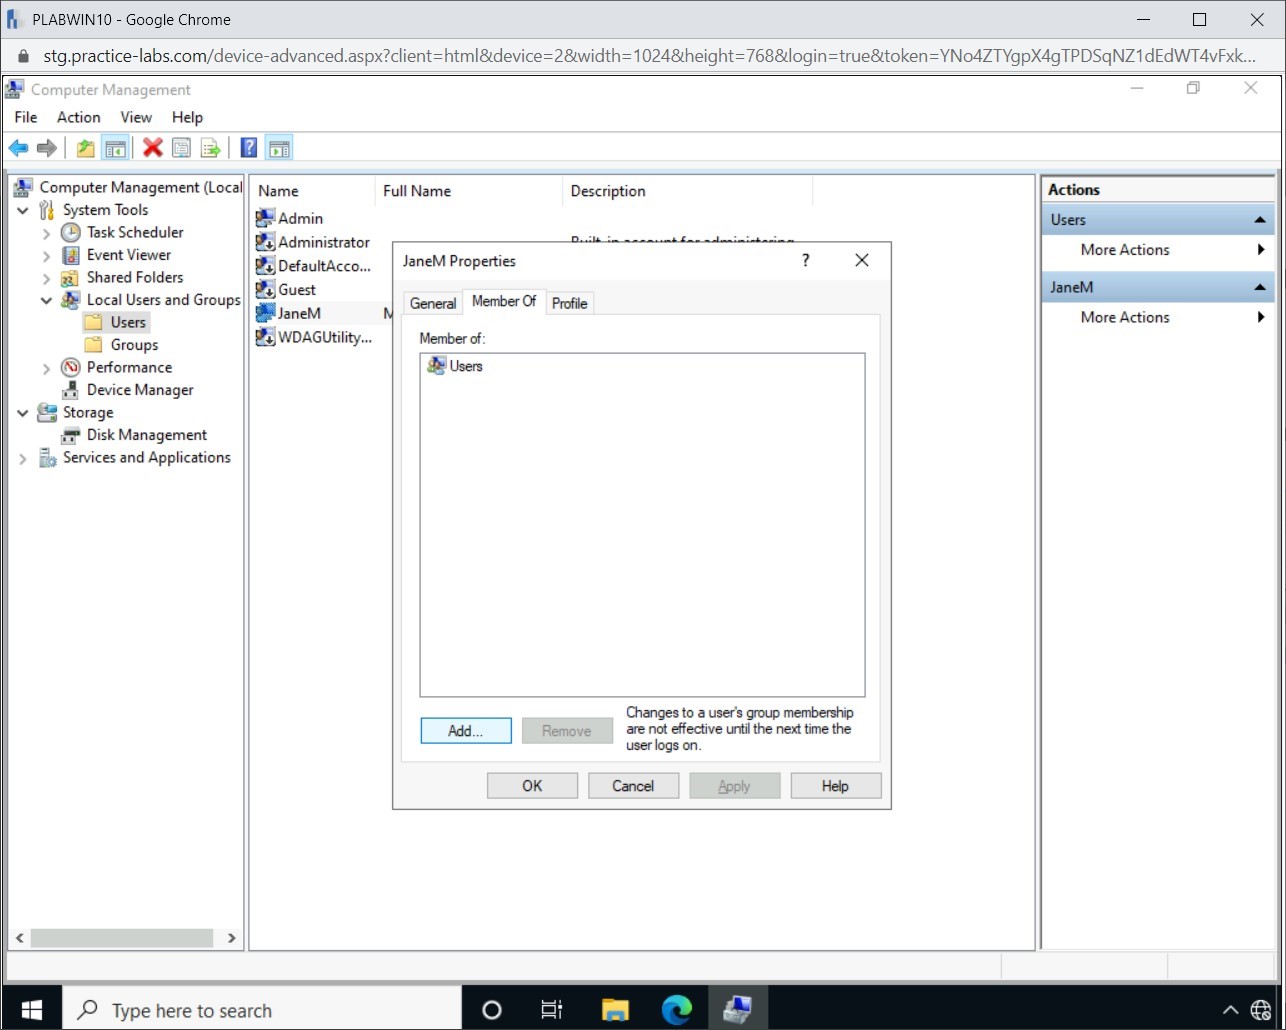 PLABWIN10 - Google Chrome
stg.practice-labs.com/device-advanced.aspx?client=html&device=2&width=1024&height=768&login=true&token=YNo4ZTYgpX4gTPDSqNZ1dEdWT4vFxk...
Computer Management
File Action View Help
Computer Management (Local
System Tools
Task Scheduler
Event Viewer
Shared Folders
Local Users and Groups
Users
Groups
Performance
Device Manager
Storage
Disk Management
Services and Applications
Name Full Name Description
Admin
Administrator Built-in account for administering
DefaultAcco...
Guest
JaneM M
WDAGUtility...
JaneM Properties ?
General Member Of Profile
Member of:
Users
Add... Remove
Changes to a user's group membership
are not effective until the next time the
user logs on.
OK Cancel Apply Help
Actions
Users
More Actions
JaneM
More Actions
Type here to search